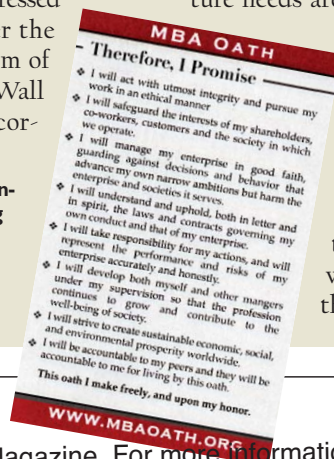 essed
r the
m of
Wall
cor-
n-
g
ture needs are
MBA OATH
Therefore, I Promise
❖ I will act with utmost integrity and pursue my
work in an ethical manner
❖ I will safeguard the interests of my shareholders,
co-workers, customers and the society in which
we operate.
❖ I will manage my enterprise in good faith,
guarding against decisions and behavior that
advance my own narrow ambitions but harm the
enterprise and societies it serves.
❖ I will understand and uphold, both in letter and
in spirit, the laws and contracts governing my
own conduct and that of my enterprise.
❖ I will take responsibility for my actions, and will
represent the performance and risks of my
enterprise accurately and honestly.
❖ I will develop both myself and other mangers
under my supervision so that the profession
continues to grow and contribute to the
well-being of society.
❖ I will strive to create sustainable economic, social,
and environmental prosperity worldwide.
❖ I will be accountable to my peers and they will be
accountable to me for living by this oath.
This oath I make freely, and upon my honor.
WWW.MBAOATH.ORG
t
v
th
Magazine. For more informatio